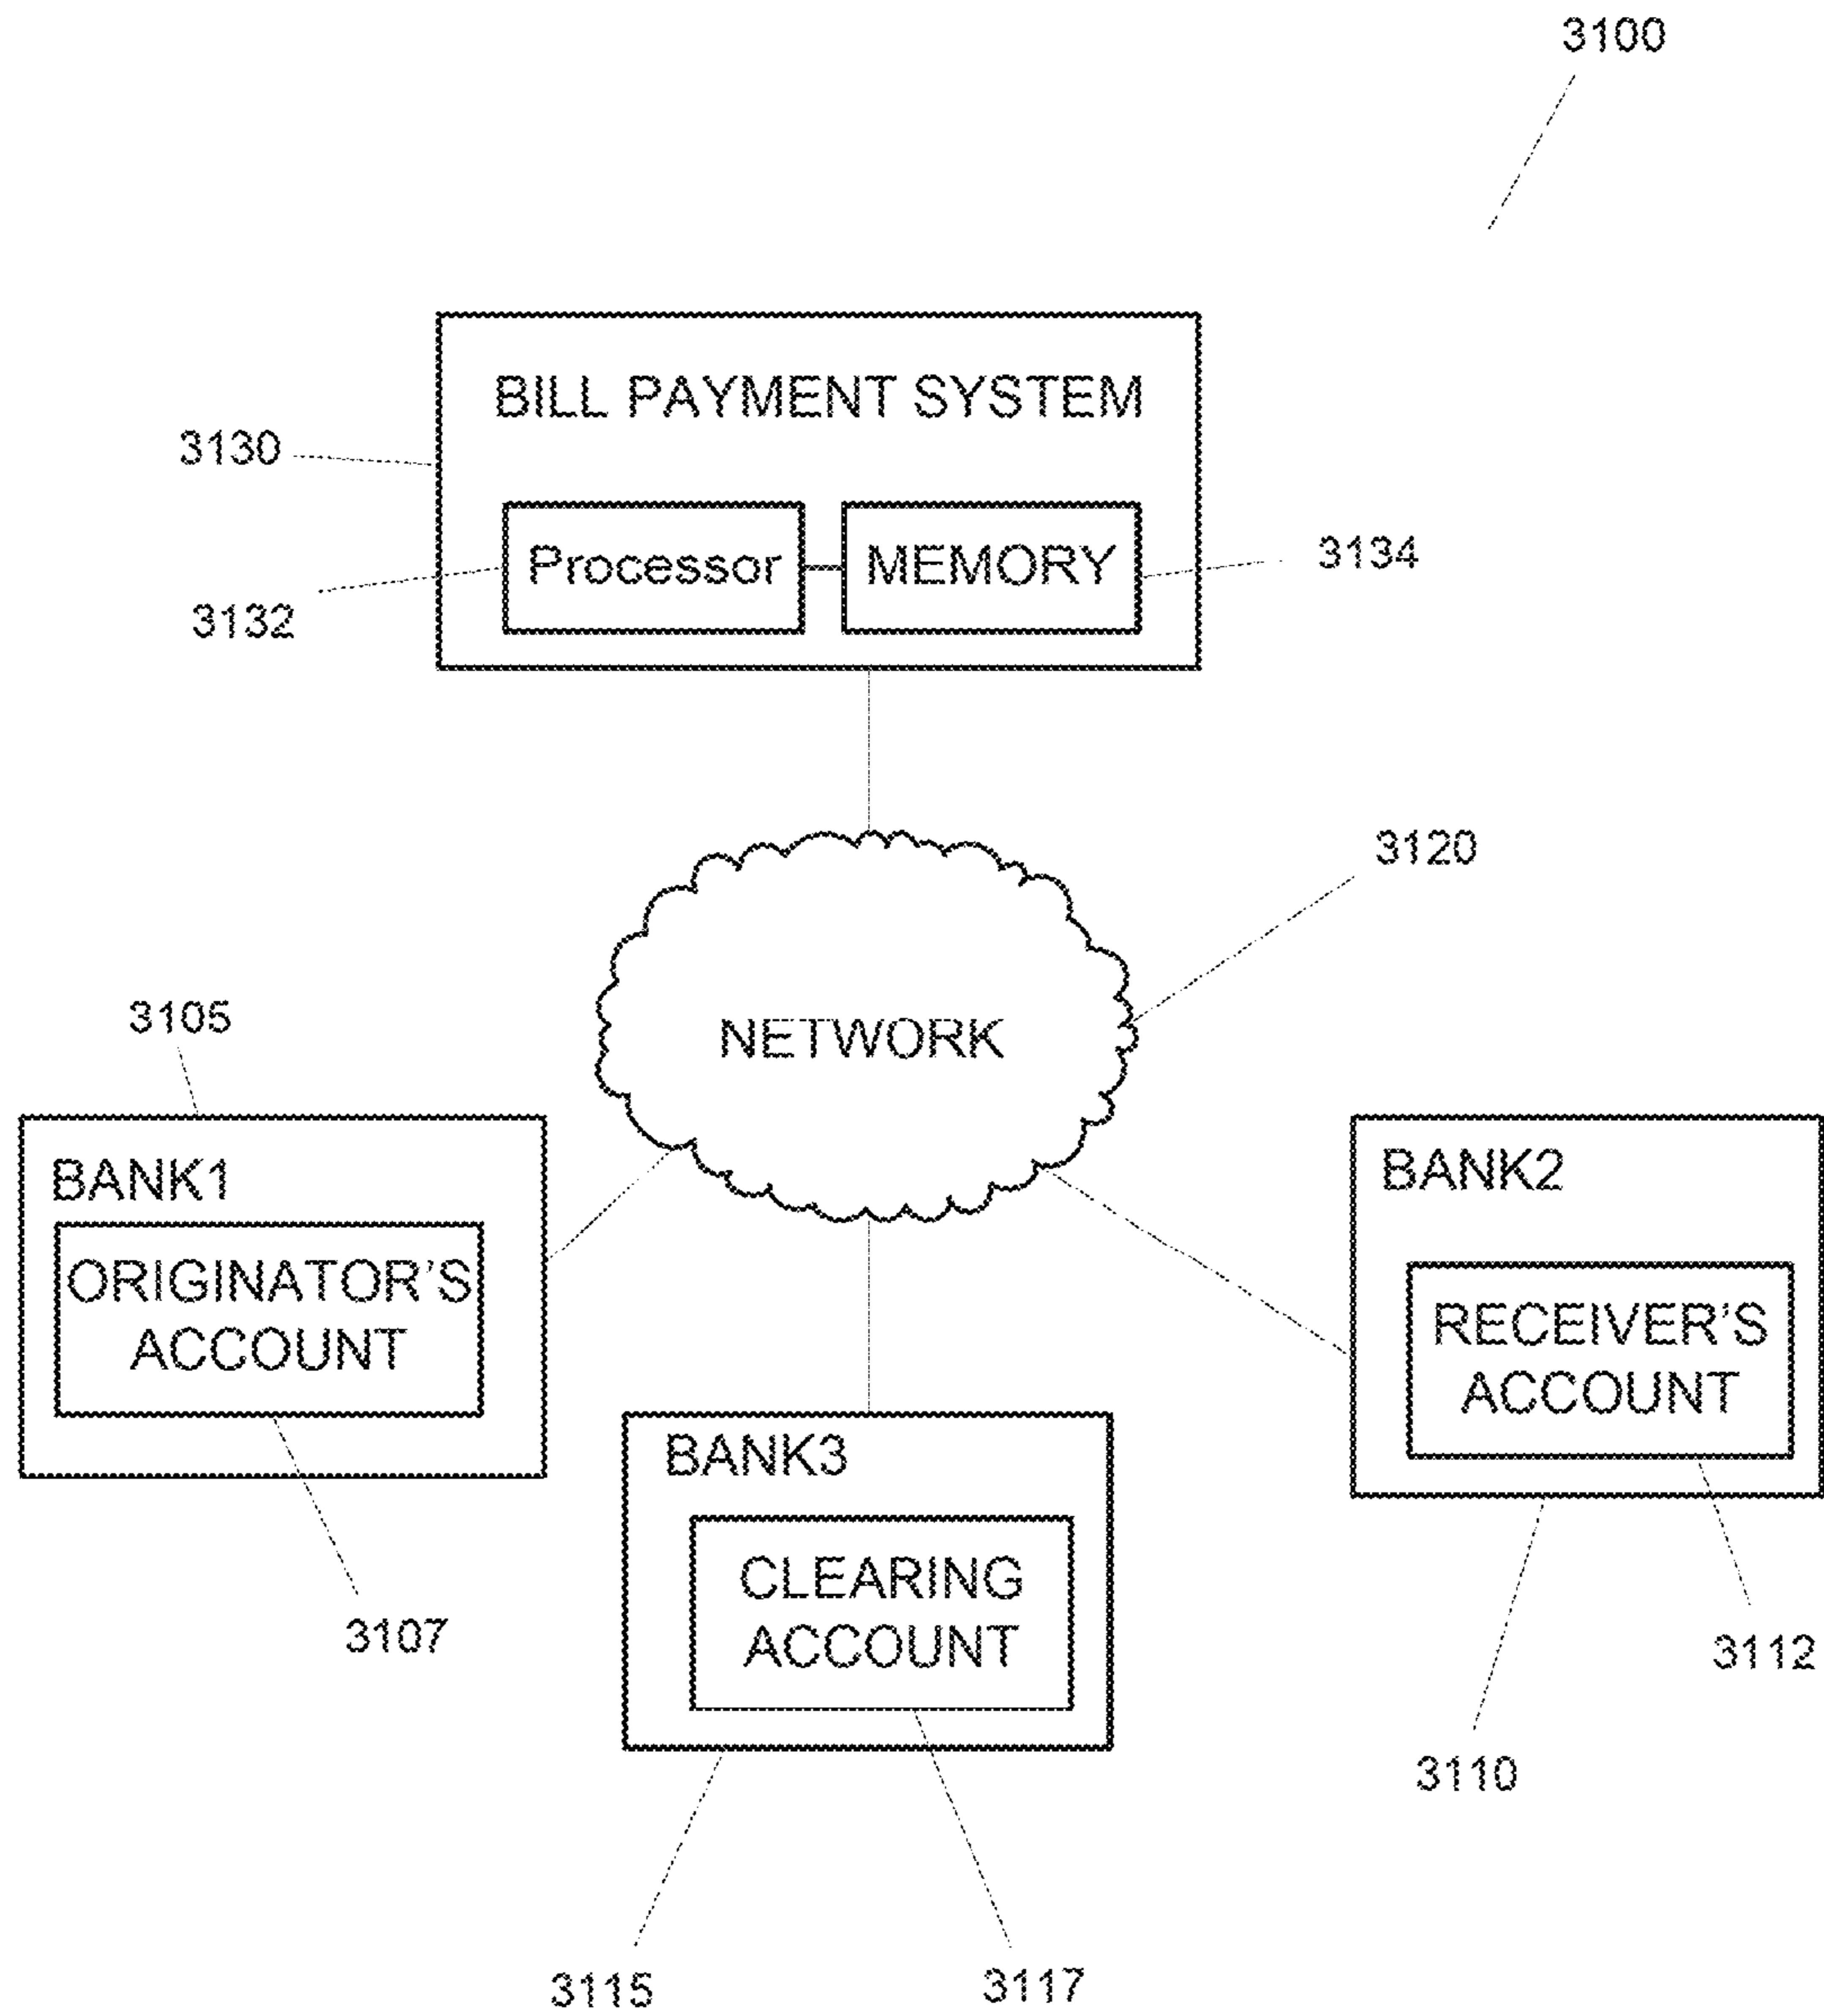 3100
BILL PAYMENT SYSTEM
3130
Processor
MEMORY
3134
3132
3120
NETWORK
3105
BANK1
ORIGINATOR'S
ACCOUNT
BANK2
RECEIVER'S
ACCOUNT
BANK3
CLEARING
ACCOUNT
3107
3112
3110
3115
3117